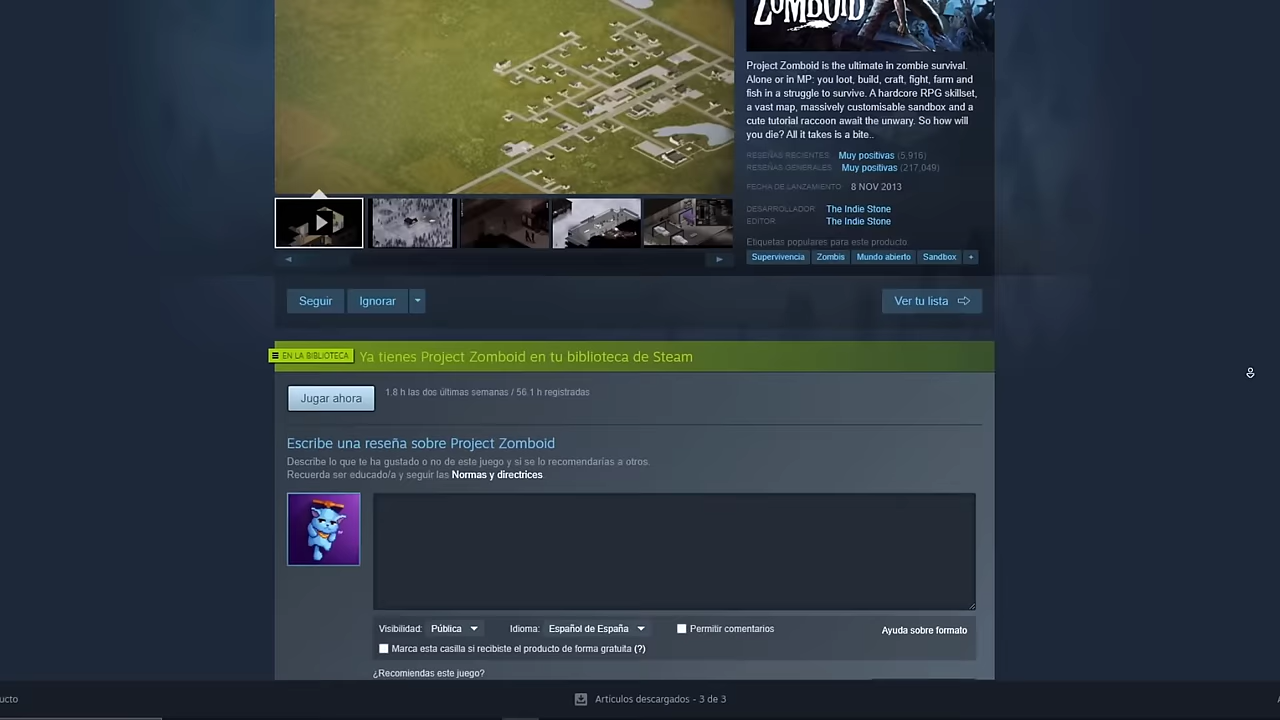 ZOMBOID
Project Zomboid is the ultimate in zombie survival.
Alone or in MP: you loot, build, craft, fight, farm and
fish in a struggle to survive. A hardcore RPG skillset,
a vast map, massively customisable sandbox and a
cute tutorial raccoon await the unwary. So how will
you die? All it takes is a bite..
RESEÑAS RECIENTES: Muy positivas (5,916)
RESEÑAS GENERALES: Muy positivas (217,049)
FECHA DE LANZAMIENTO: 8 NOV 2013
DESARROLLADOR: The Indie Stone
EDITOR: The Indie Stone
Etiquetas populares para este producto
Supervivencia Zombis Mundo abierto Sandbox +
Seguir Ignorar Ver tu lista
EN LA BIBLIOTECA Ya tienes Project Zomboid en tu biblioteca de Steam
Jugar ahora 1.8 h las dos últimas semanas / 56.1 h registradas
Escribe una reseña sobre Project Zomboid
Describe lo que te ha gustado o no de este juego y si se lo recomendarías a otros.
Recuerda ser educado/a y seguir las Normas y directrices.
Visibilidad: Pública Idioma: Español de España Permitir comentarios Ayuda sobre formato
Marca esta casilla si recibiste el producto de forma gratuita (?)
¿Recomiendas este juego?
ucto Artículos descargados - 3 de 3